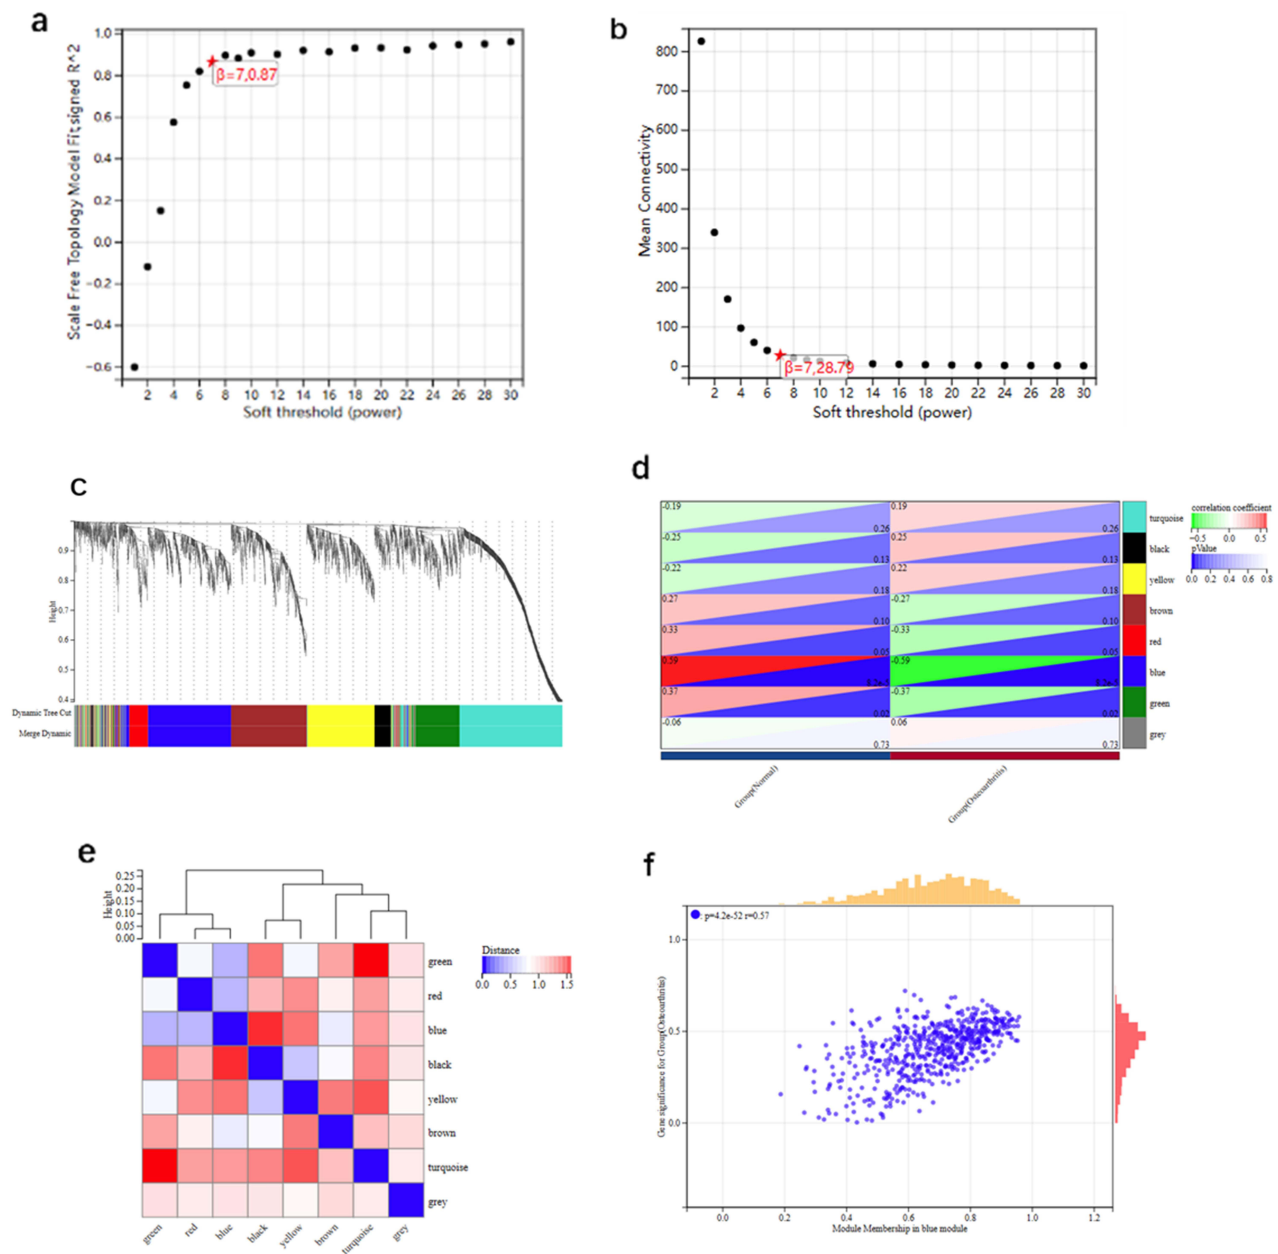 a
Scale Free Topology Model Fit,signed R^2
1.0
0.8
0.6
0.4
0.2
0.0
−0.2
−0.4
−0.6
β=7,0.87
2 4 6 8 10 12 14 16 18 20 22 24 26 28 30
Soft threshold (power)
b
Mean Connectivity
800
700
600
500
400
300
200
100
0
β=7,28.79
2 4 6 8 10 12 14 16 18 20 22 24 26 28 30
Soft threshold (power)
c
Height
0.9
0.8
0.7
0.6
0.5
0.4
Dynamic Tree Cut
Merge Dynamic
d
-0.19 0.26 0.19 0.26 turquoise
-0.25 0.13 0.25 0.13 black
-0.22 0.18 0.22 0.18 yellow
0.27 0.10 -0.27 0.10 brown
0.33 0.05 -0.33 0.05 red
0.59 8.2e-5 -0.59 8.2e-5 blue
0.37 0.02 -0.37 0.02 green
-0.06 0.73 0.06 0.73 grey
Group(Normal) Group(Osteoarthritis)
correlation coefficient
-0.5 0.0 0.5
pValue
0.0 0.2 0.4 0.6 0.8
e
Height
0.25
0.20
0.15
0.10
0.05
0.00
green
red
blue
black
yellow
brown
turquoise
grey
green red blue black yellow brown turquoise grey
Distance
0.0 0.5 1.0 1.5
f
: p=4.2e-52 r=0.57
Gene significance for Group(Osteoarthritis)
1.0
0.5
0.0
0.0 0.2 0.4 0.6 0.8 1.0 1.2
Module Membership in blue module